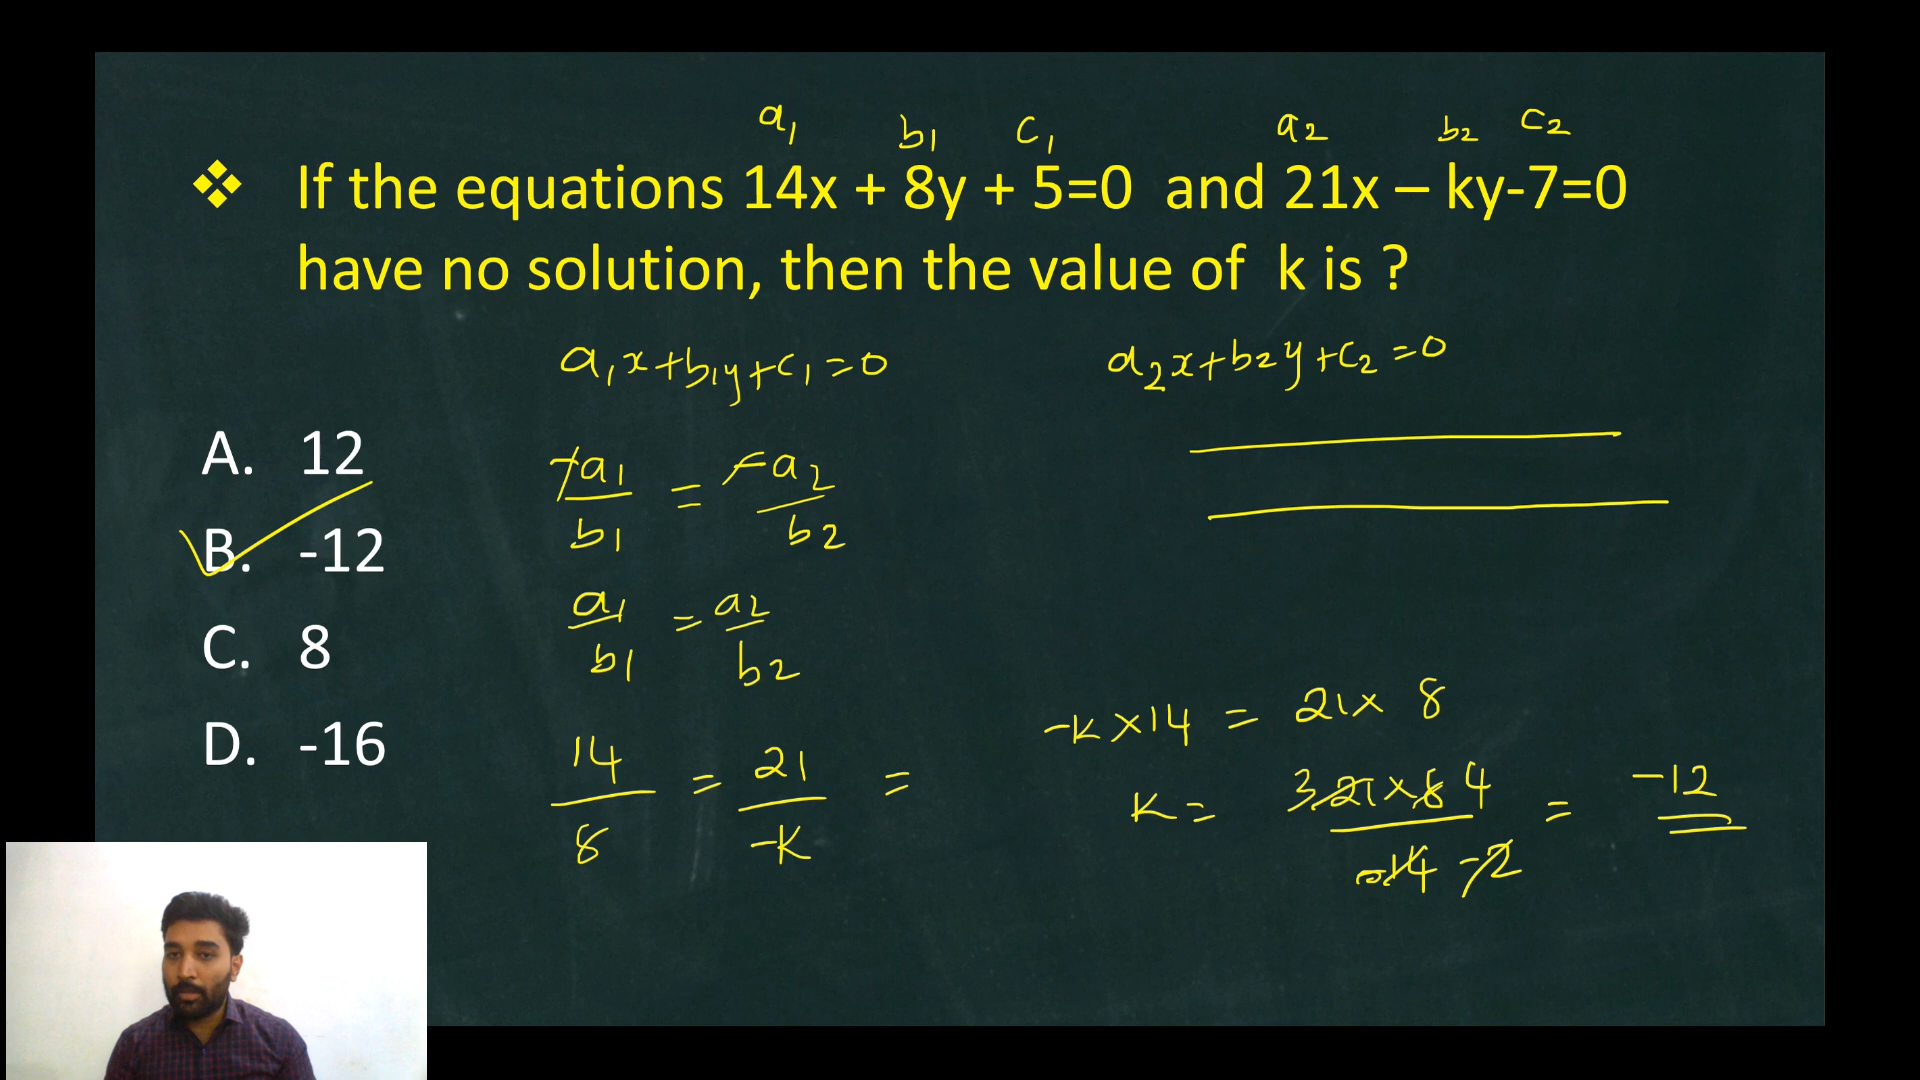 a1 b1 c1 a2 b2 c2
❖ If the equations 14x + 8y + 5=0 and 21x – ky-7=0
have no solution, then the value of k is ?
a1x+b1y+c1=0 a2x+b2y+c2=0
A. 12
B. -12
C. 8
D. -16
-a1/b1 = -a2/b2
a1/b1 = a2/b2
14/8 = 21/-k =
-k×14 = 21× 8
k = 3 21×8 4 / -14 -2 = -12